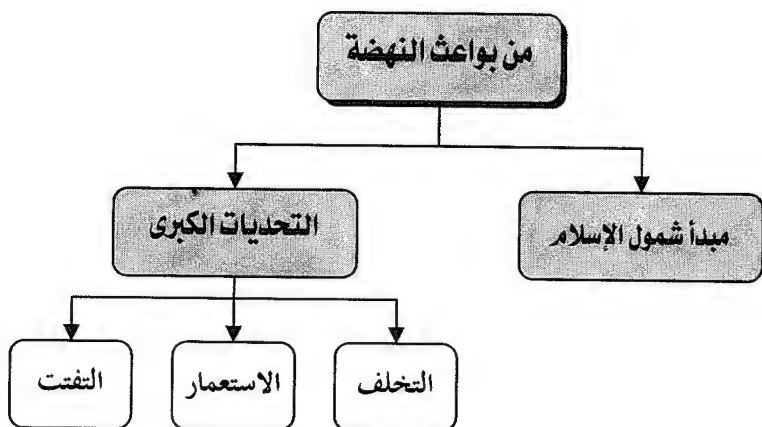 من بواعث النهضة
مبدأ شمول الإسلام
التحديات الكبرى
التخلف
الاستعمار
التفتت